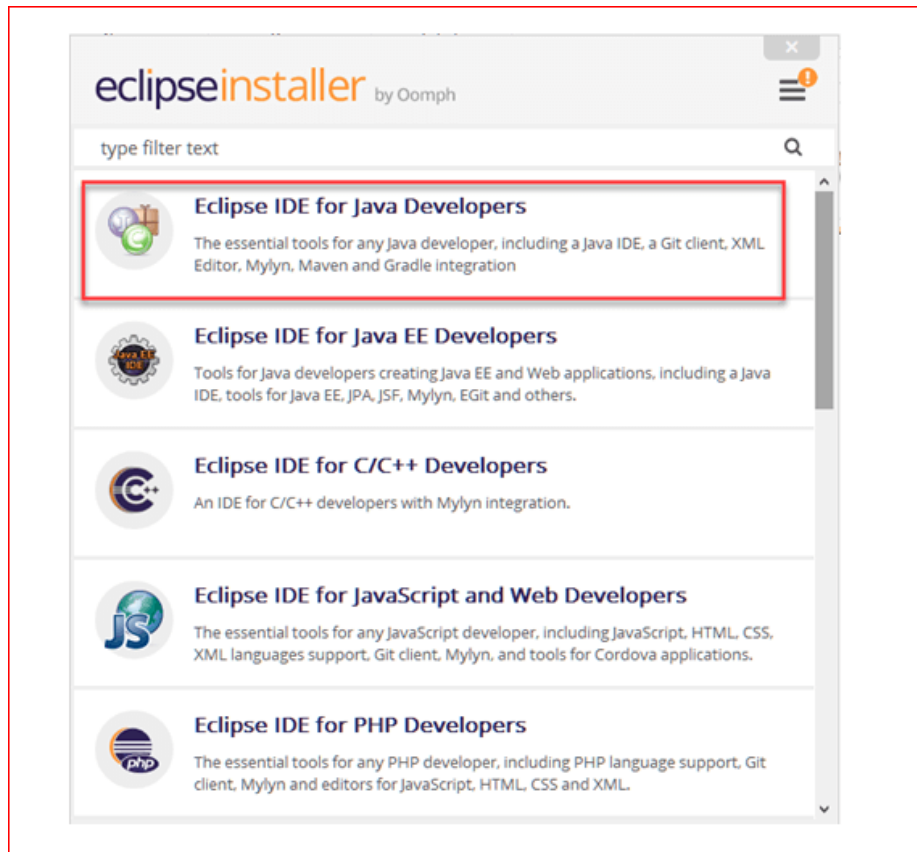 eclipseinstaller by Oomph
type filter text
Eclipse IDE for Java Developers
The essential tools for any Java developer, including a Java IDE, a Git client, XML
Editor, Mylyn, Maven and Gradle integration
Eclipse IDE for Java EE Developers
Java EE
IDE
Tools for Java developers creating Java EE and Web applications, including a Java
IDE, tools for Java EE, JPA, JSF, Mylyn, EGit and others.
Eclipse IDE for C/C++ Developers
C++
An IDE for C/C++ developers with Mylyn integration.
Eclipse IDE for JavaScript and Web Developers
JS
The essential tools for any JavaScript developer, including JavaScript, HTML, CSS,
XML languages support, Git client, Mylyn, and tools for Cordova applications.
Eclipse IDE for PHP Developers
php
The essential tools for any PHP developer, including PHP language support, Git
client, Mylyn and editors for JavaScript, HTML, CSS and XML.